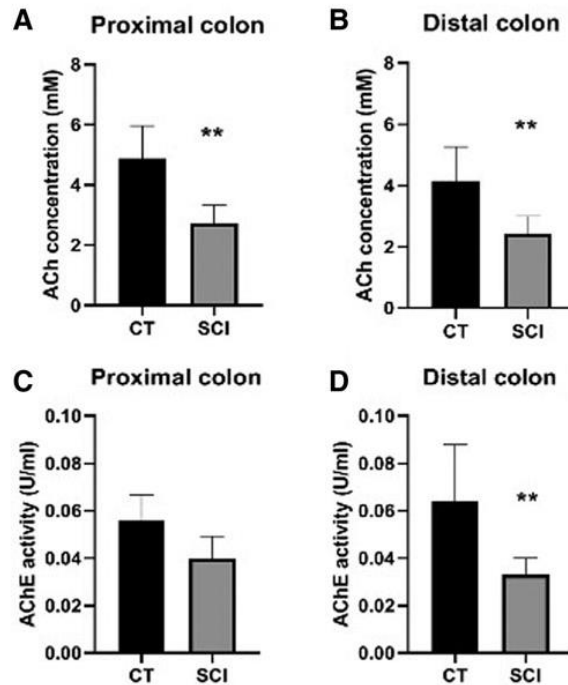 A
Proximal colon
ACh concentration (mM)
8
6
4
2
0
**
CT SCI
B
Distal colon
ACh concentration (mM)
8
6
4
2
0
**
CT SCI
C
Proximal colon
AChE activity (U/ml)
0.10
0.08
0.06
0.04
0.02
0.00
CT SCI
D
Distal colon
AChE activity (U/ml)
0.10
0.08
0.06
0.04
0.02
0.00
**
CT SCI